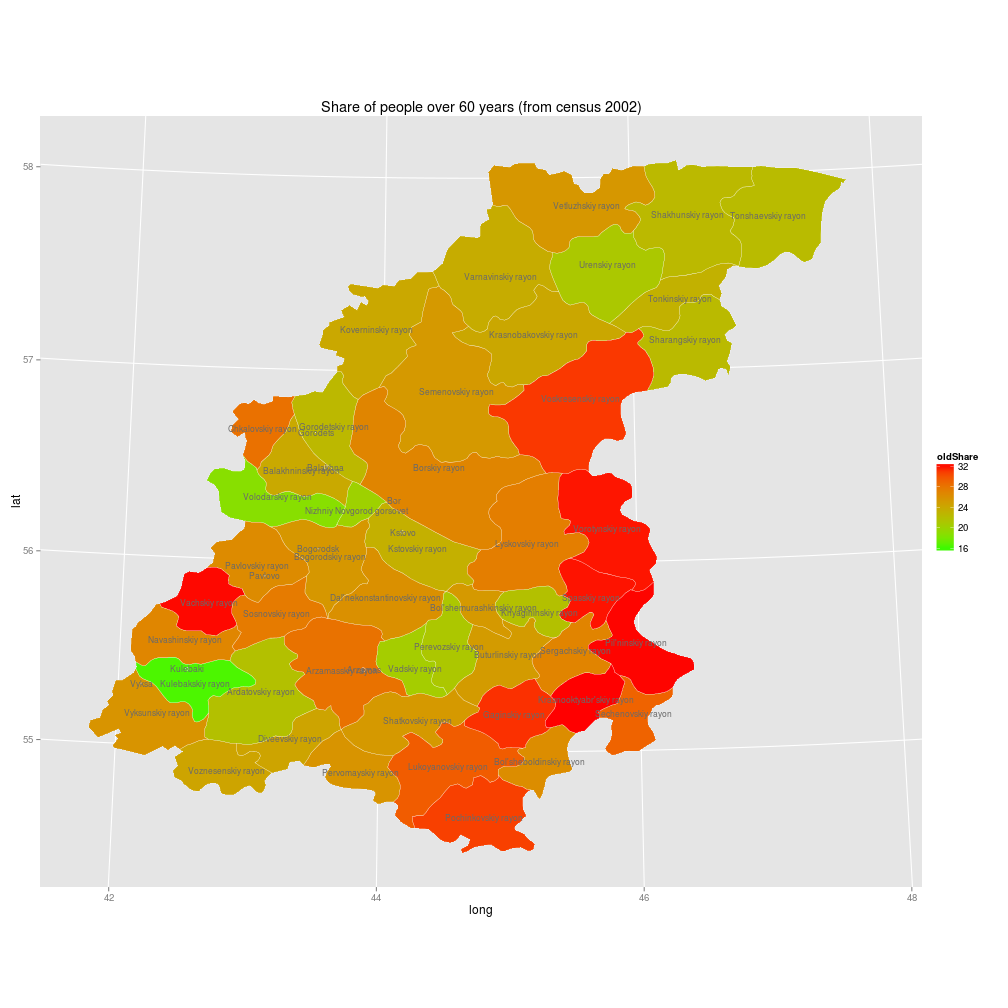 Share of people over 60 years (from census 2002)
58
57
56
55
lat
42
44
46
48
long
oldShare
32
28
24
20
16
Vetluzhskiy rayon
Shakhunskiy rayon
Tonshaevskiy rayon
Urenskiy rayon
Varnavinskiy rayon
Tonkinskiy rayon
Koverninskiy rayon
Krasnobakovskiy rayon
Sharangskiy rayon
Semenovskiy rayon
Chkalovskiy rayon
Gorodetskiy rayon
Gorodets
Balakhninskiy rayon
Balakhna
Borskiy rayon
Volodarskiy rayon
Bor
Nizhniy Novgorod gorsovet
Kstovo
Kstovskiy rayon
Lyskovskiy rayon
Bogorodsk
Bogorodskiy rayon
Pavlovskiy rayon
Pavlovo
Vachskiy rayon
Dal'nekonstantinovskiy rayon
Spasskiy rayon
Sosnovskiy rayon
Bol'shemurashkinskiy rayon
Knyagininskiy rayon
Navashinskiy rayon
Perevozskiy rayon
Buturlinskiy rayon
Sergachskiy rayon
Pil'ninskiy rayon
Kulebaki
Kulebakskiy rayon
Vyksa
Arzamasskiy rayon
Arzamas
Vadskiy rayon
Ardatovskiy rayon
Vyksunskiy rayon
Shatkovskiy rayon
Krasnooktyabr'skiy rayon
Sechenovskiy rayon
Diveevskiy rayon
Voznesenskiy rayon
Pervomayskiy rayon
Lukoyanovskiy rayon
Bol'sheboldinskiy rayon
Pochinkovskiy rayon